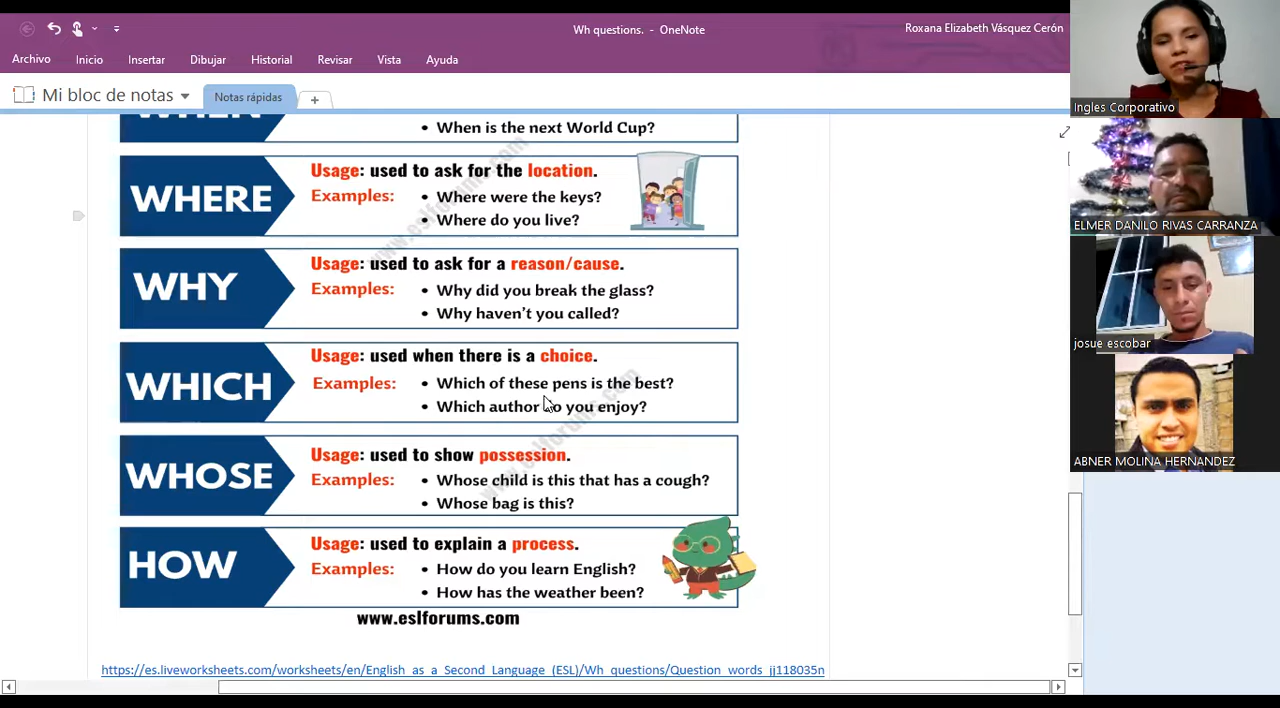 Wh questions. - OneNote
Roxana Elizabeth Vásquez Cerón
Archivo
Inicio
Insertar
Dibujar
Historial
Revisar
Vista
Ayuda
Mi bloc de notas
Notas rápidas
+
WHEN
• When is the next World Cup?
WHERE
Usage: used to ask for the location.
Examples:
• Where were the keys?
• Where do you live?
WHY
Usage: used to ask for a reason/cause.
Examples:
• Why did you break the glass?
• Why haven't you called?
WHICH
Usage: used when there is a choice.
Examples:
• Which of these pens is the best?
• Which author do you enjoy?
WHOSE
Usage: used to show possession.
Examples:
• Whose child is this that has a cough?
• Whose bag is this?
HOW
Usage: used to explain a process.
Examples:
• How do you learn English?
• How has the weather been?
www.eslforums.com
www.eslforums.com
www.eslforums.com
https://es.liveworksheets.com/worksheets/en/English_as_a_Second_Language_(ESL)/Wh_questions/Question_words_jj118035n
Ingles Corporativo
ELMER DANILO RIVAS CARRANZA
josue escobar
ABNER MOLINA HERNANDEZ